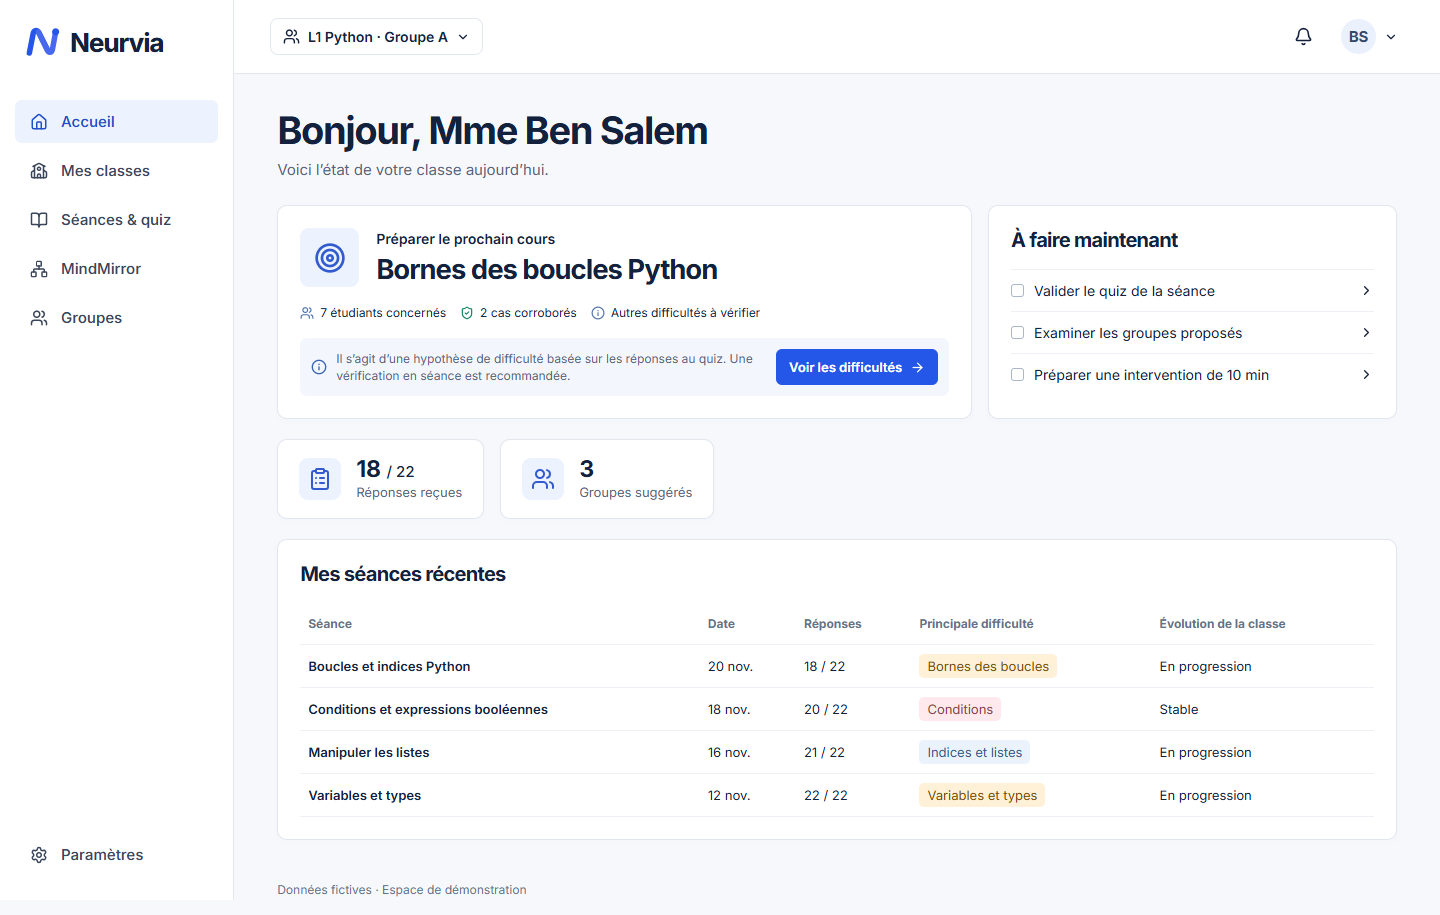 Neurvia
L1 Python · Groupe A
BS
Accueil
Mes classes
Séances & quiz
MindMirror
Groupes
Paramètres
Bonjour, Mme Ben Salem
Voici l’état de votre classe aujourd’hui.
Préparer le prochain cours
Bornes des boucles Python
7 étudiants concernés 2 cas corroborés Autres difficultés à vérifier
Il s’agit d’une hypothèse de difficulté basée sur les réponses au quiz. Une
vérification en séance est recommandée.
Voir les difficultés
À faire maintenant
Valider le quiz de la séance
Examiner les groupes proposés
Préparer une intervention de 10 min
18 / 22
Réponses reçues
3
Groupes suggérés
Mes séances récentes
Séance Date Réponses Principale difficulté Évolution de la classe
Boucles et indices Python 20 nov. 18 / 22 Bornes des boucles En progression
Conditions et expressions booléennes 18 nov. 20 / 22 Conditions Stable
Manipuler les listes 16 nov. 21 / 22 Indices et listes En progression
Variables et types 12 nov. 22 / 22 Variables et types En progression
Données fictives · Espace de démonstration